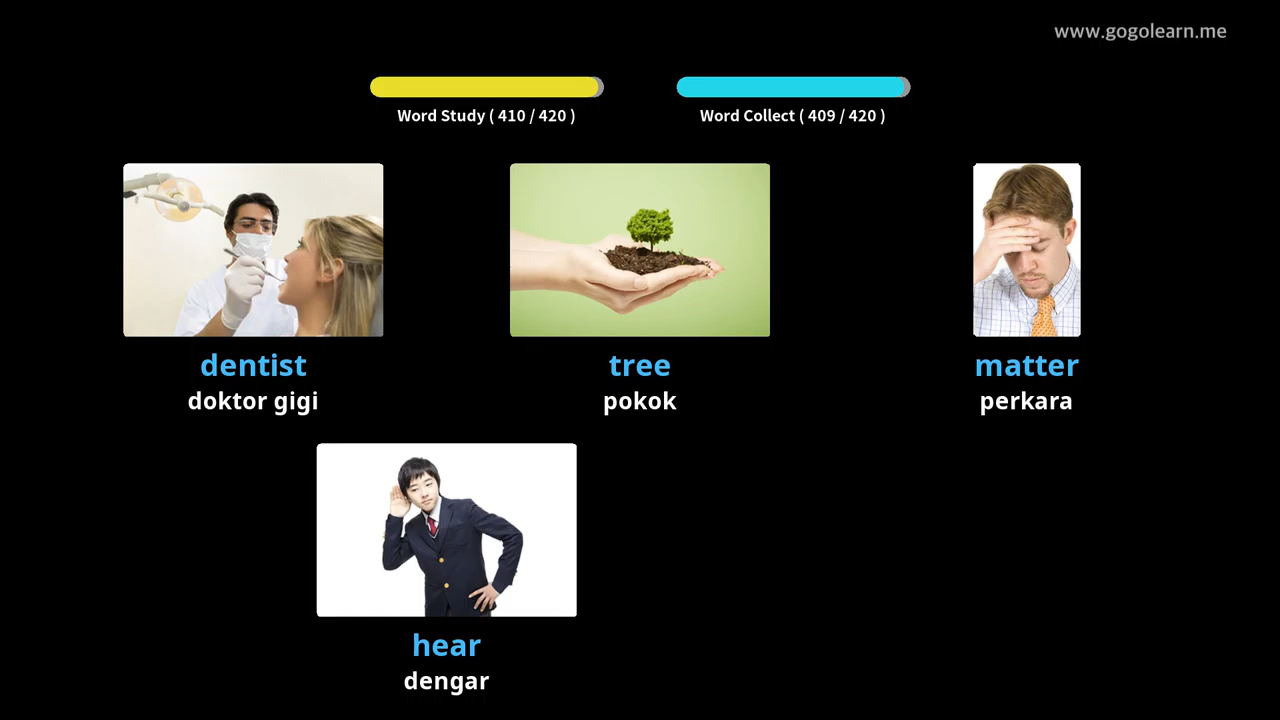 www.gogolearn.me
Word Study ( 410 / 420 )
Word Collect ( 409 / 420 )
dentist
doktor gigi
tree
pokok
matter
perkara
hear
dengar